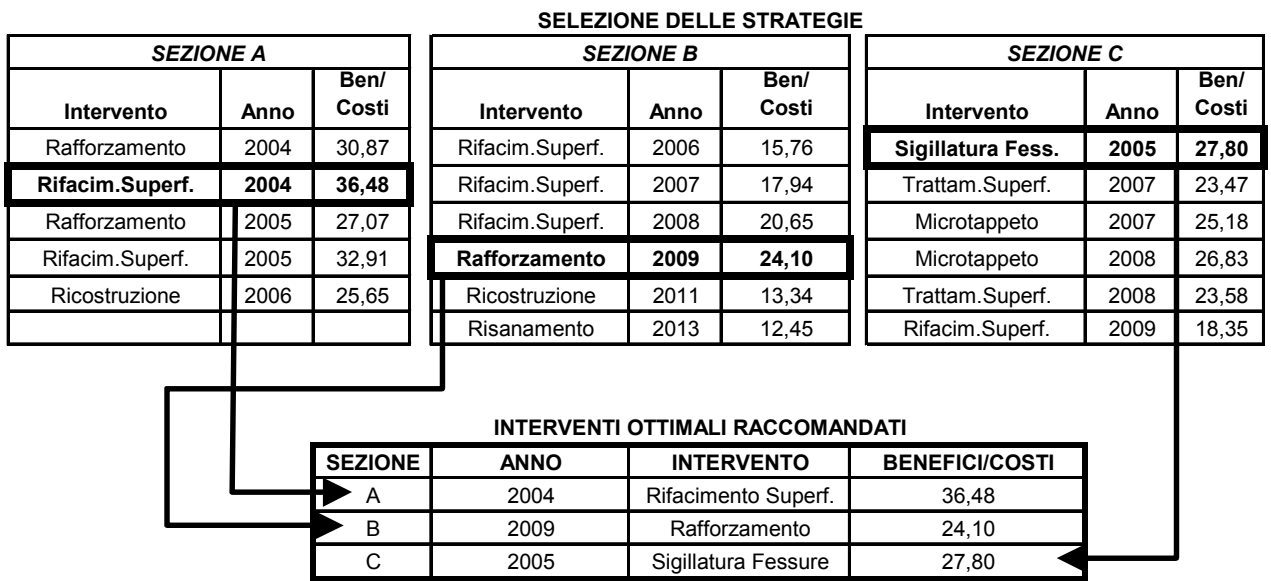 SELEZIONE DELLE STRATEGIE
SEZIONE A
Intervento Anno Ben/ Costi
Rafforzamento 2004 30,87
Rifacim.Superf. 2004 36,48
Rafforzamento 2005 27,07
Rifacim.Superf. 2005 32,91
Ricostruzione 2006 25,65
SEZIONE B
Intervento Anno Ben/ Costi
Rifacim.Superf. 2006 15,76
Rifacim.Superf. 2007 17,94
Rifacim.Superf. 2008 20,65
Rafforzamento 2009 24,10
Ricostruzione 2011 13,34
Risanamento 2013 12,45
SEZIONE C
Intervento Anno Ben/ Costi
Sigillatura Fess. 2005 27,80
Trattam.Superf. 2007 23,47
Microtappeto 2007 25,18
Microtappeto 2008 26,83
Trattam.Superf. 2008 23,58
Rifacim.Superf. 2009 18,35
INTERVENTI OTTIMALI RACCOMANDATI
SEZIONE ANNO INTERVENTO BENEFICI/COSTI
A 2004 Rifacimento Superf. 36,48
B 2009 Rafforzamento 24,10
C 2005 Sigillatura Fessure 27,80